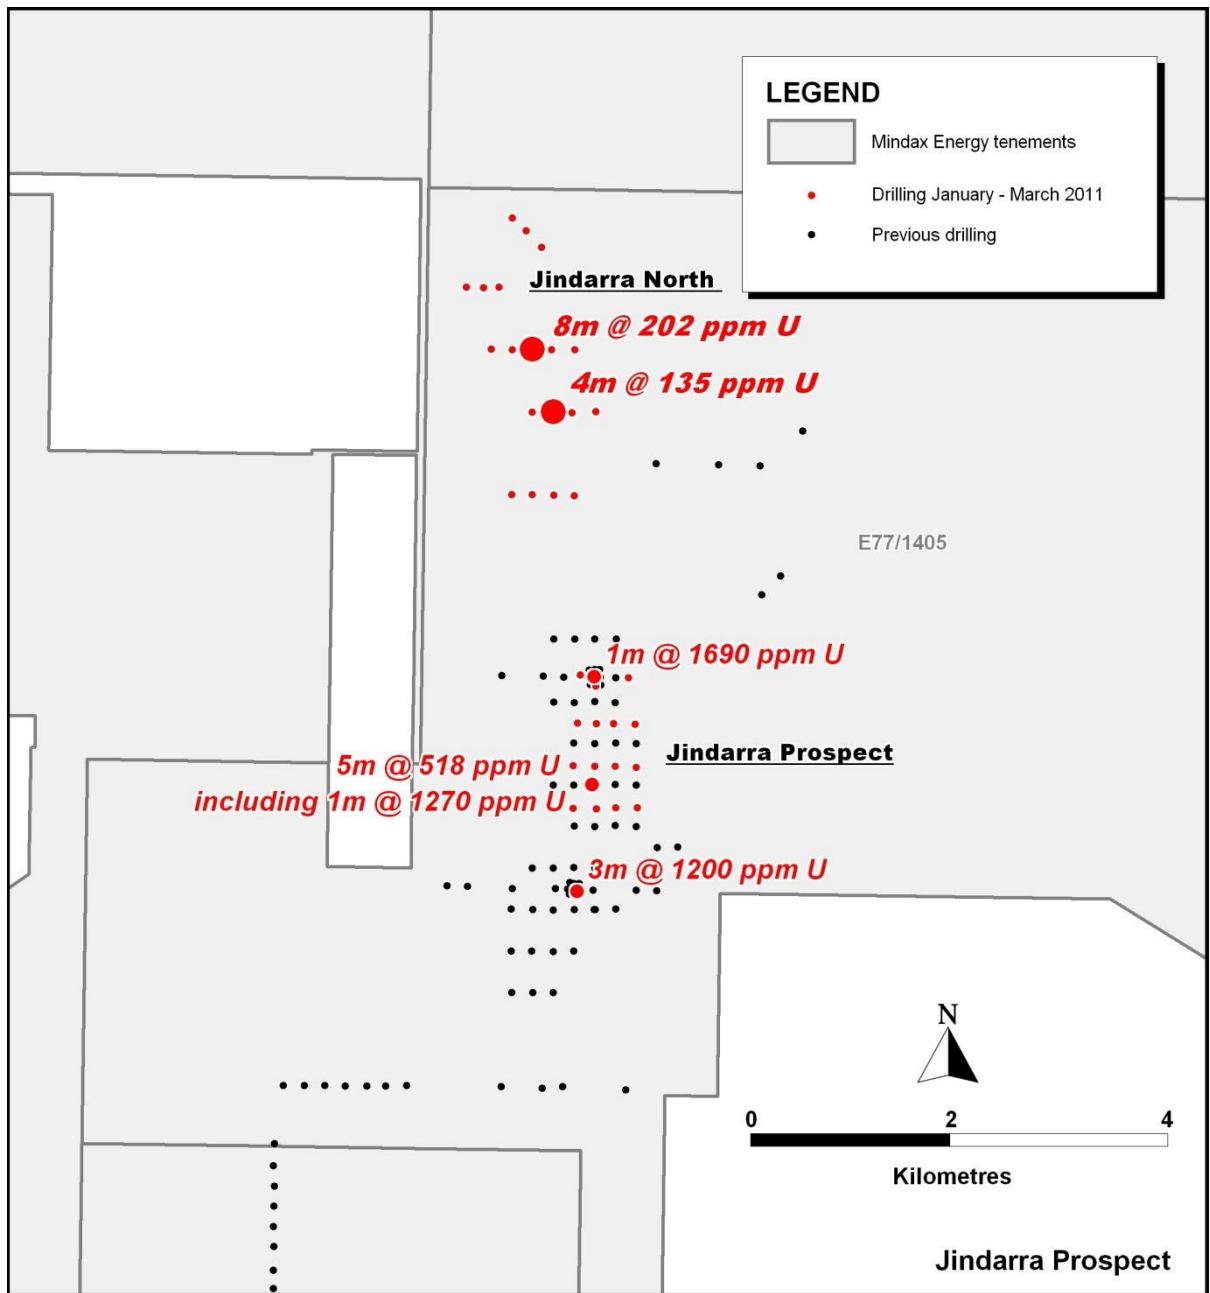 LEGEND
Mindax Energy tenements
Drilling January - March 2011
Previous drilling
Jindarra North
8m @ 202 ppm U
4m @ 135 ppm U
E77/1405
1m @ 1690 ppm U
Jindarra Prospect
5m @ 518 ppm U
including 1m @ 1270 ppm U
3m @ 1200 ppm U
N
0 2 4
Kilometres
Jindarra Prospect